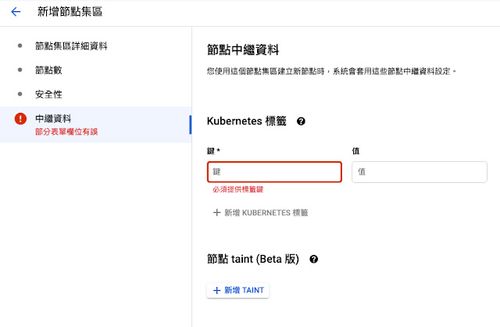 新增節點集區
節點集區詳細資料
節點數
安全性
中繼資料
部分表單欄位有誤
節點中繼資料
您使用這個節點集區建立新節點時，系統會套用這些節點中繼資料設定。
Kubernetes 標籤
鍵 * 值
鍵 值
必須提供標籤鍵
新增 KUBERNETES 標籤
節點 taint (Beta 版)
新增 TAINT